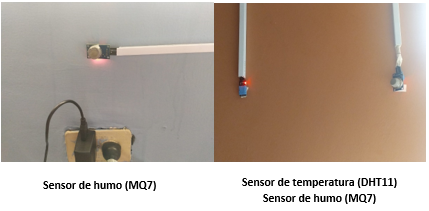 Sensor de humo (MQ7)
Sensor de temperatura (DHT11)
Sensor de humo (MQ7)